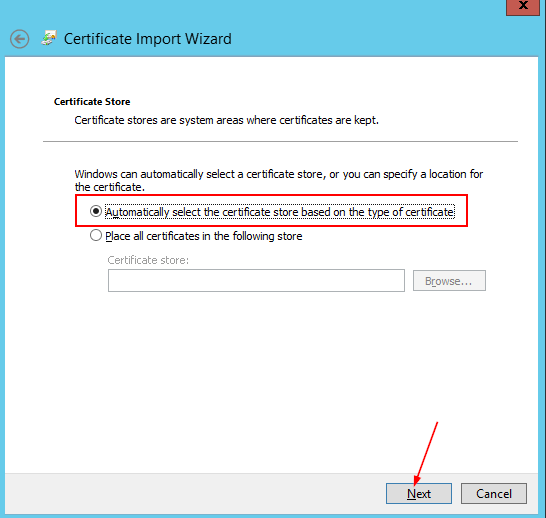 x
Certificate Import Wizard
Certificate Store
Certificate stores are system areas where certificates are kept.
Windows can automatically select a certificate store, or you can specify a location for
the certificate.
Automatically select the certificate store based on the type of certificate
Place all certificates in the following store
Certificate store:
Browse...
Next
Cancel